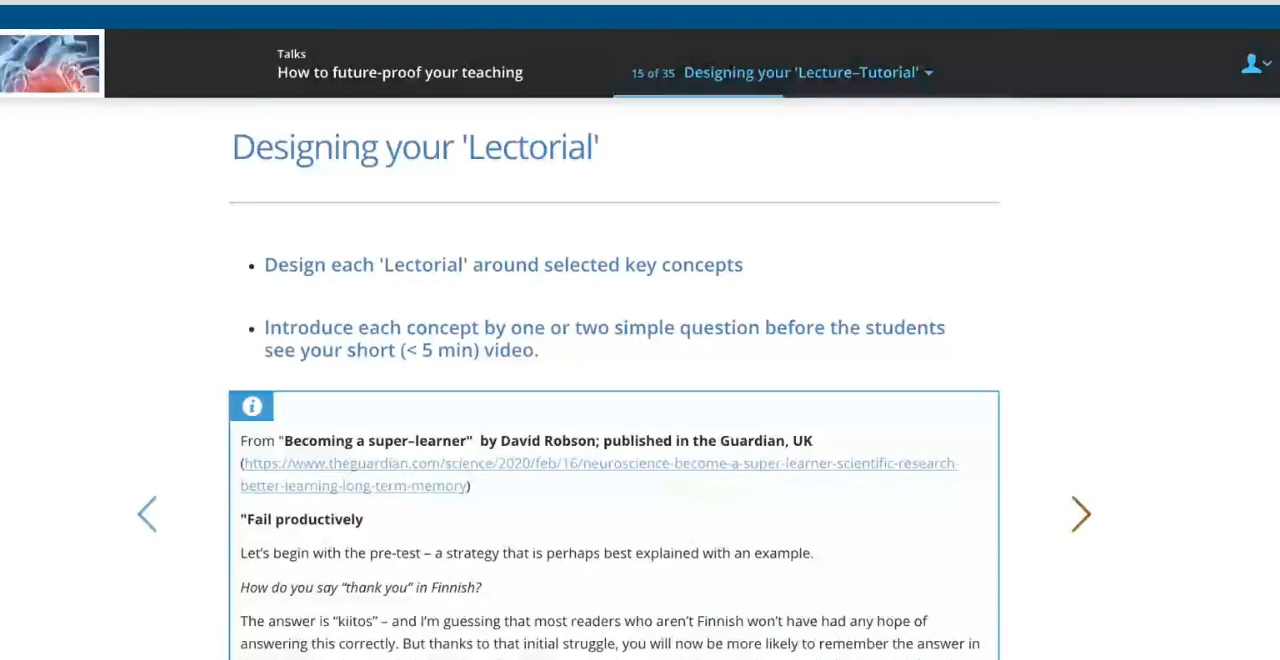 Talks
How to future-proof your teaching
15 of 35 Designing your 'Lecture–Tutorial'
Designing your 'Lectorial'
• Design each 'Lectorial' around selected key concepts
• Introduce each concept by one or two simple question before the students
see your short (< 5 min) video.
From "Becoming a super–learner" by David Robson; published in the Guardian, UK
(https://www.theguardian.com/science/2020/feb/16/neuroscience-become-a-super-learner-scientific-research-
better-learning-long-term-memory)
"Fail productively
Let's begin with the pre-test – a strategy that is perhaps best explained with an example.
How do you say "thank you" in Finnish?
The answer is "kiitos" – and I'm guessing that most readers who aren't Finnish won't have had any hope of
answering this correctly. But thanks to that initial struggle, you will now be more likely to remember the answer in